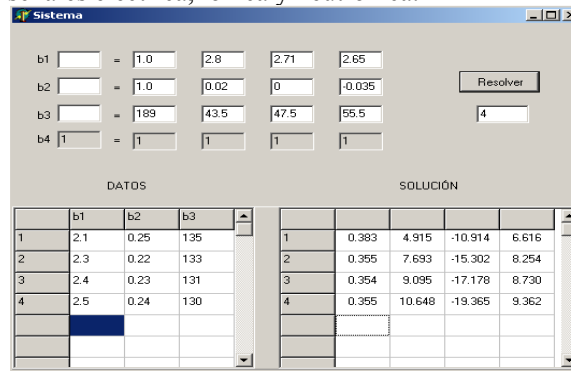 Sistema
b1 = 1.0 2.8 2.71 2.65
b2 = 1.0 0.02 0 -0.035 Resolver
b3 = 189 43.5 47.5 55.5 4
b4 1 = 1 1 1 1
DATOS SOLUCIÓN
b1 b2 b3
1 2.1 0.25 135 1 0.383 4.915 -10.914 6.616
2 2.3 0.22 133 2 0.355 7.693 -15.302 8.254
3 2.4 0.23 131 3 0.354 9.095 -17.178 8.730
4 2.5 0.24 130 4 0.355 10.648 -19.365 9.362